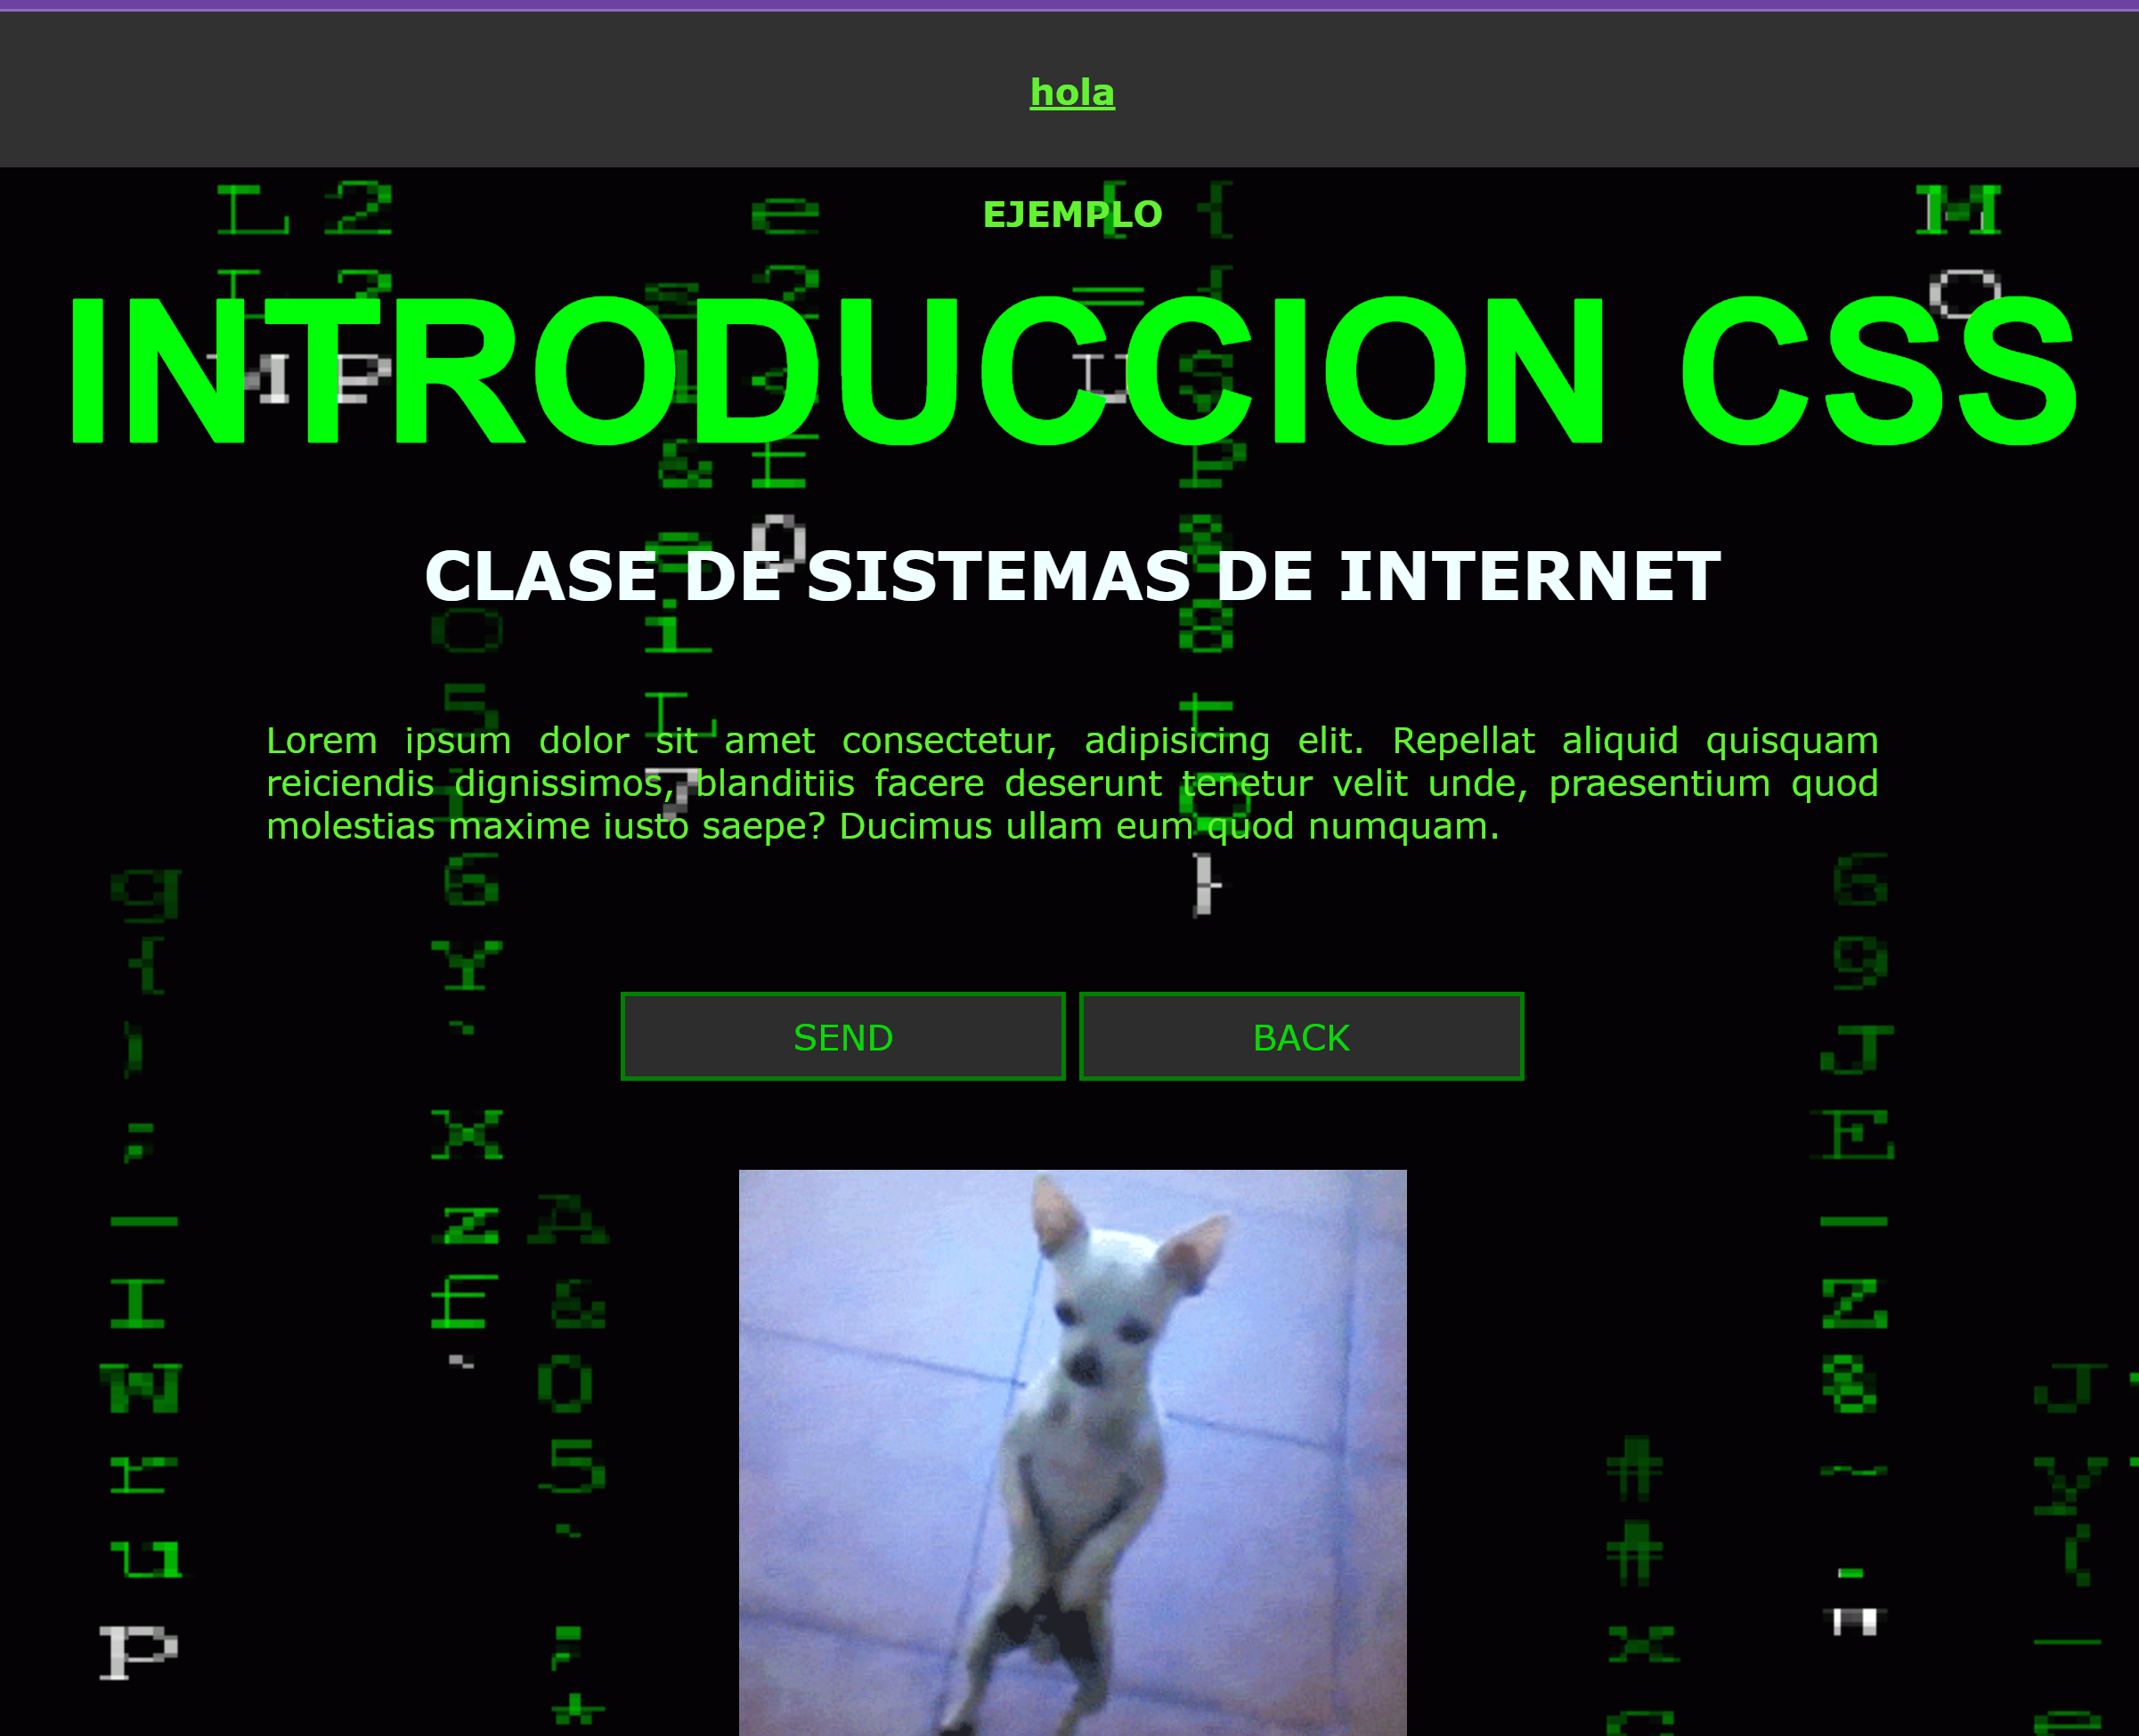 hola
EJEMPLO
INTRODUCCION CSS
CLASE DE SISTEMAS DE INTERNET
Lorem ipsum dolor sit amet consectetur, adipisicing elit. Repellat aliquid quisquam
reiciendis dignissimos, blanditiis facere deserunt tenetur velit unde, praesentium quod
molestias maxime iusto saepe? Ducimus ullam eum quod numquam.
SEND
BACK